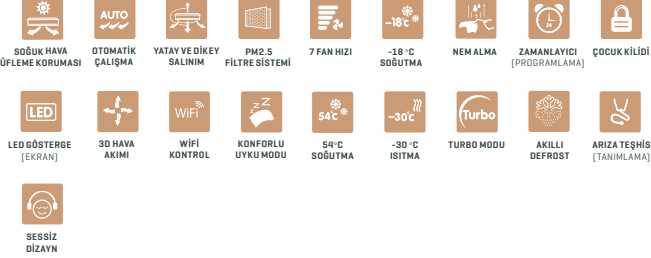 AUTO
-18°c
24
SOĞUK HAVA
ÜFLEME KORUMASI
OTOMATİK
ÇALIŞMA
YATAY VE DİKEY
SALINIM
PM2.5
FİLTRE SİSTEMİ
7 FAN HIZI
-18 °C
SOĞUTMA
NEM ALMA
ZAMANLAYICI
[PROGRAMLAMA]
ÇOCUK KİLİDİ
LED
WiFi
z z Z
54°c
-30°c
Turbo
LED GÖSTERGE
[EKRAN]
3D HAVA
AKIMI
WİFİ
KONTROL
KONFORLU
UYKU MODU
54°C
SOĞUTMA
-30 °C
ISITMA
TURBO MODU
AKILLI
DEFROST
ARIZA TEŞHİS
[TANIMLAMA]
SESSİZ
DİZAYN